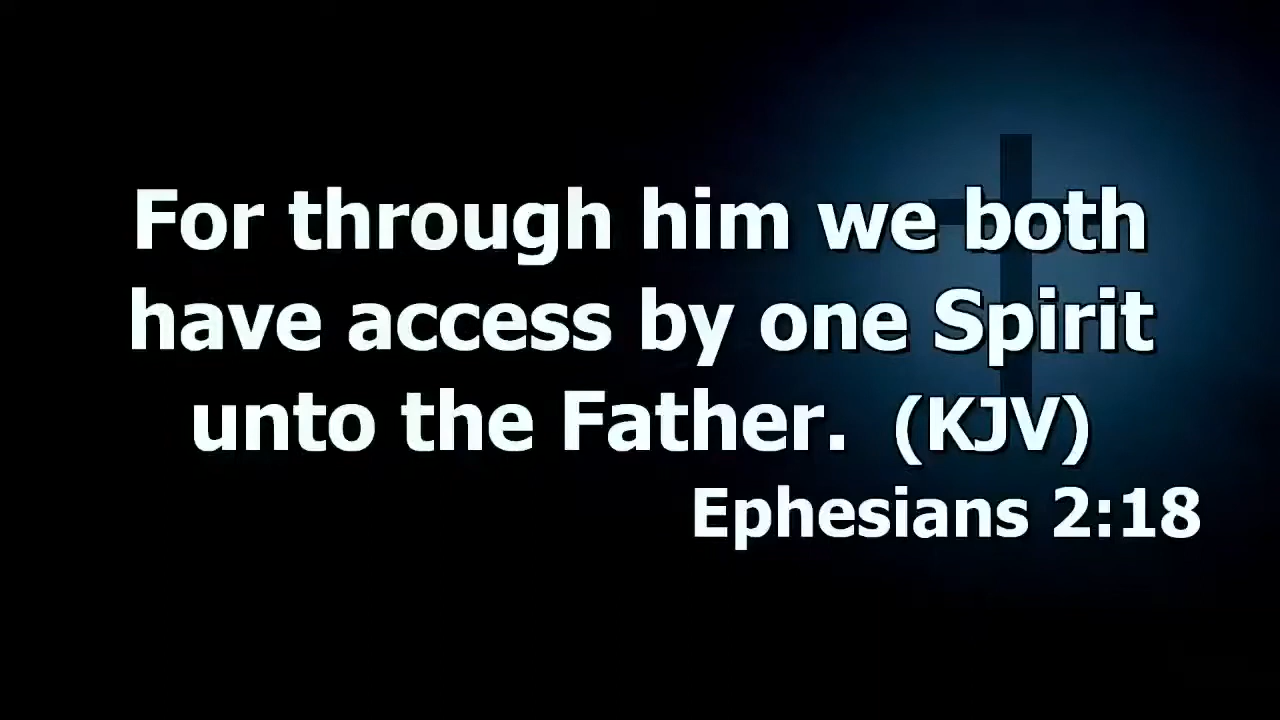 For through him we both
have access by one Spirit
unto the Father. (KJV)
Ephesians 2:18